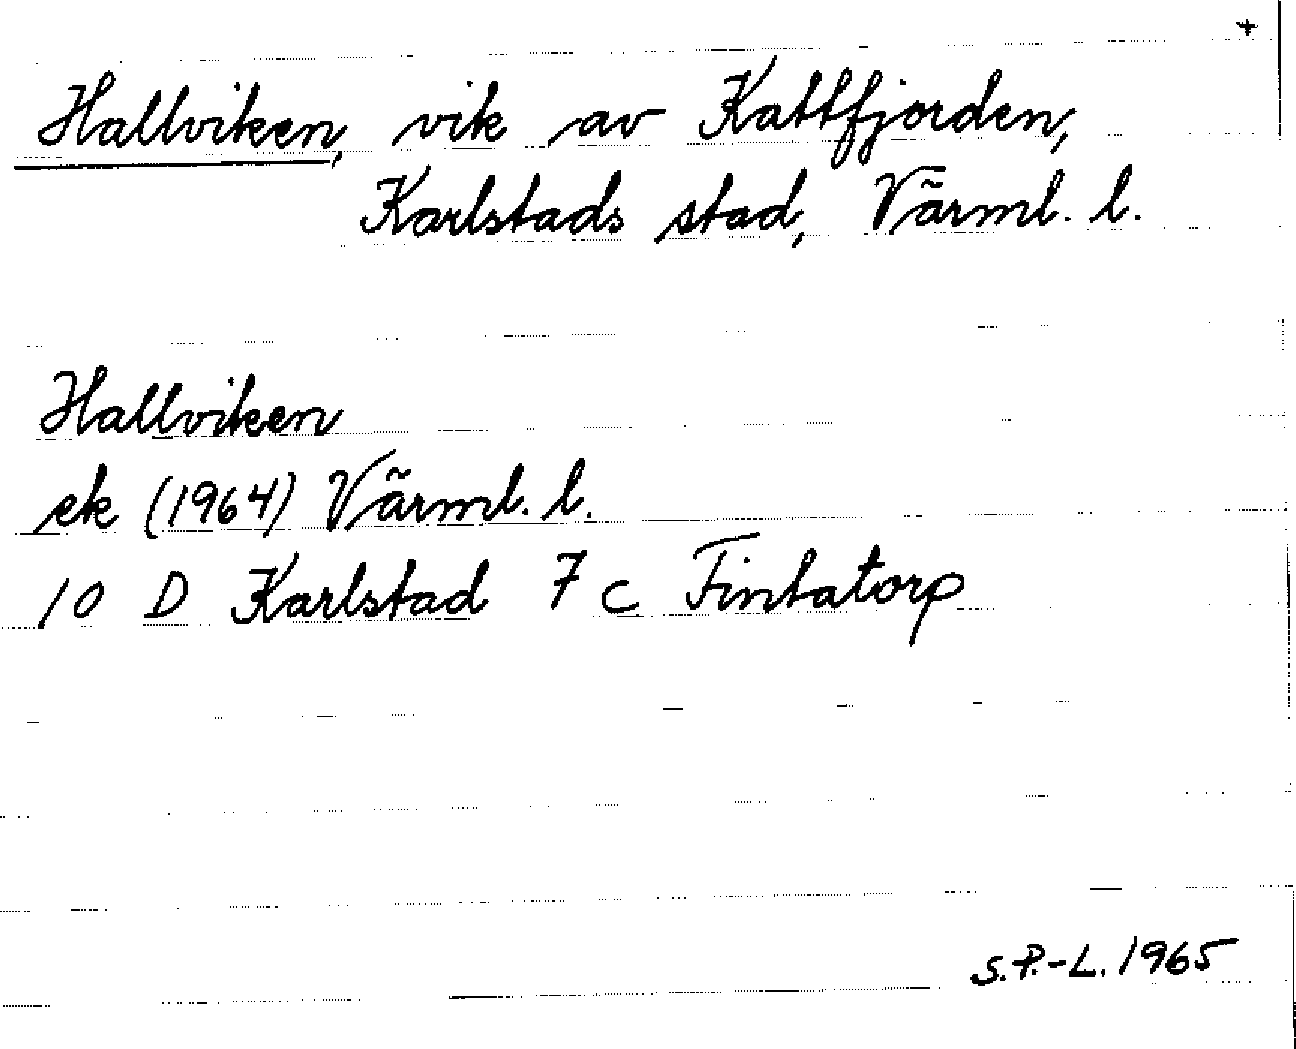 +
Hallviken, vik av Kattfjorden,
Karlstads stad, Värml. l.
Hallviken
ek (1964) Värml. l.
10 D Karlstad 7 c Fintatorp
S.P.-L. 1965